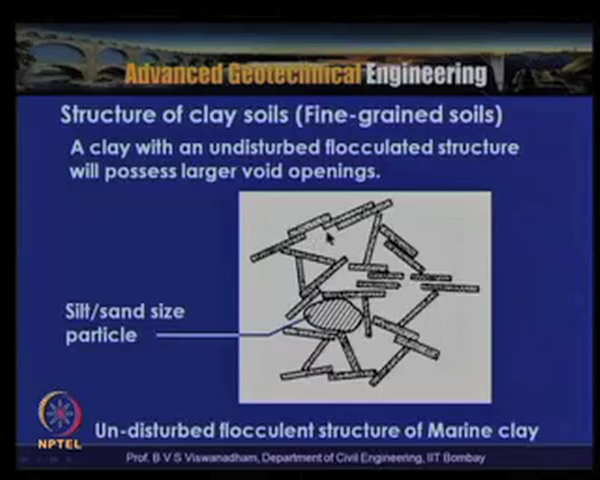 Advanced Geotechnical Engineering
Structure of clay soils (Fine-grained soils)
A clay with an undisturbed flocculated structure
will possess larger void openings.
Silt/sand size
particle
NPTEL
Un-disturbed flocculent structure of Marine clay
Prof. B V S Viswanadham, Department of Civil Engineering, IIT Bombay